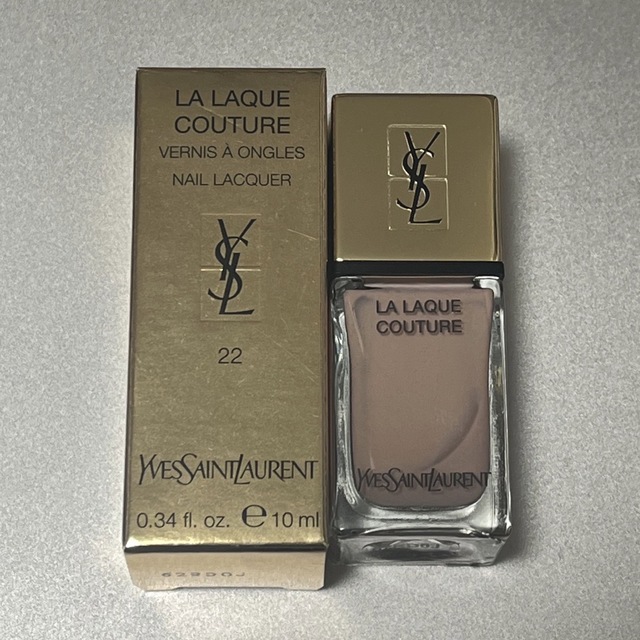 LA LAQUE
COUTURE
VERNIS À ONGLES
NAIL LACQUER
YSL
22
YVESSAINTLAURENT
0.34 fl. oz. ℮ 10 ml
YSL
LA LAQUE
COUTURE
YVESSAINTLAURENT